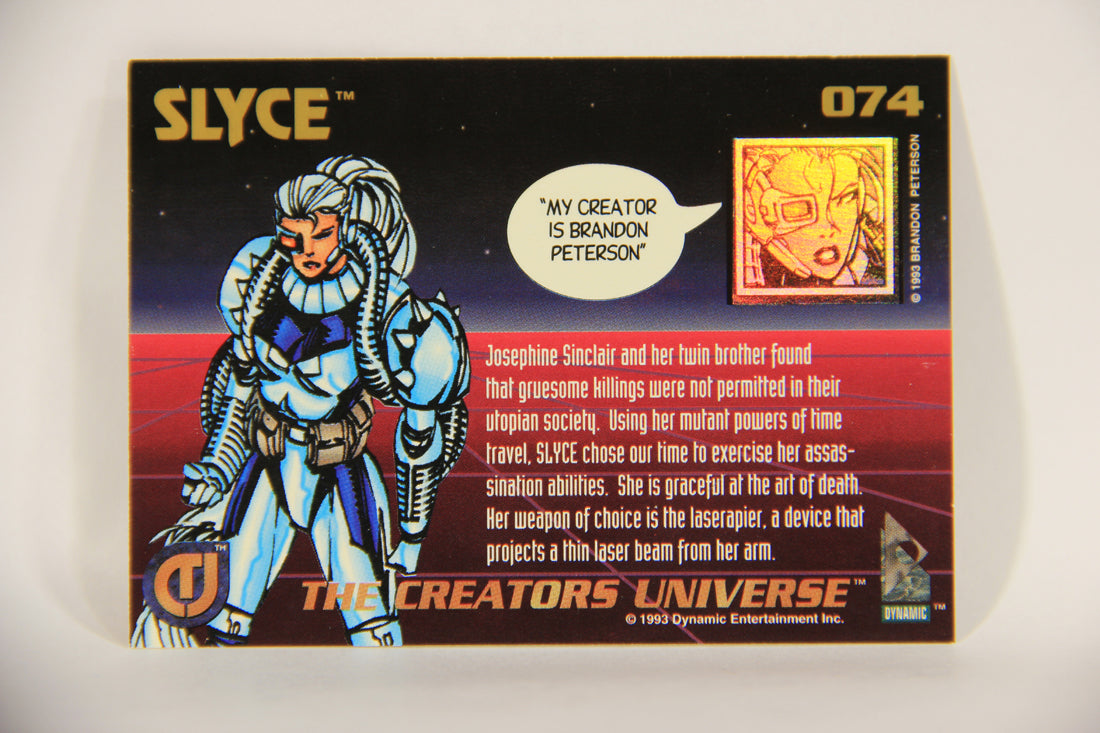 SLYCE™
074
"MY CREATOR
IS BRANDON
PETERSON"
© 1993 BRANDON PETERSON
Josephine Sinclair and her twin brother found
that gruesome killings were not permitted in their
utopian society. Using her mutant powers of time
travel, SLYCE chose our time to exercise her assas-
sination abilities. She is graceful at the art of death.
Her weapon of choice is the laserapier, a device that
projects a thin laser beam from her arm.
TM
THE CREATORS UNIVERSE™
© 1993 Dynamic Entertainment Inc.
DYNAMIC ™